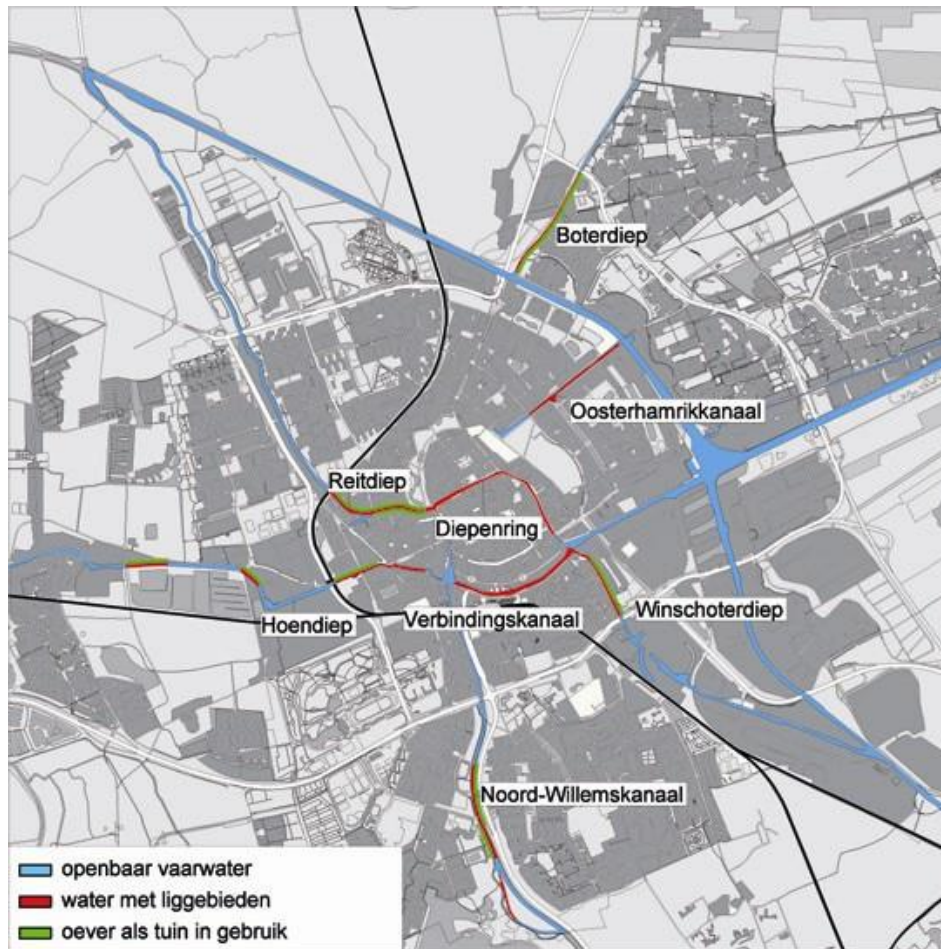 Boterdiep
Oosterhamrikkanaal
Reitdiep
Diepenring
Hoendiep
Verbindingskanaal
Winschoterdiep
Noord-Willemskanaal
openbaar vaarwater
water met liggebieden
oever als tuin in gebruik